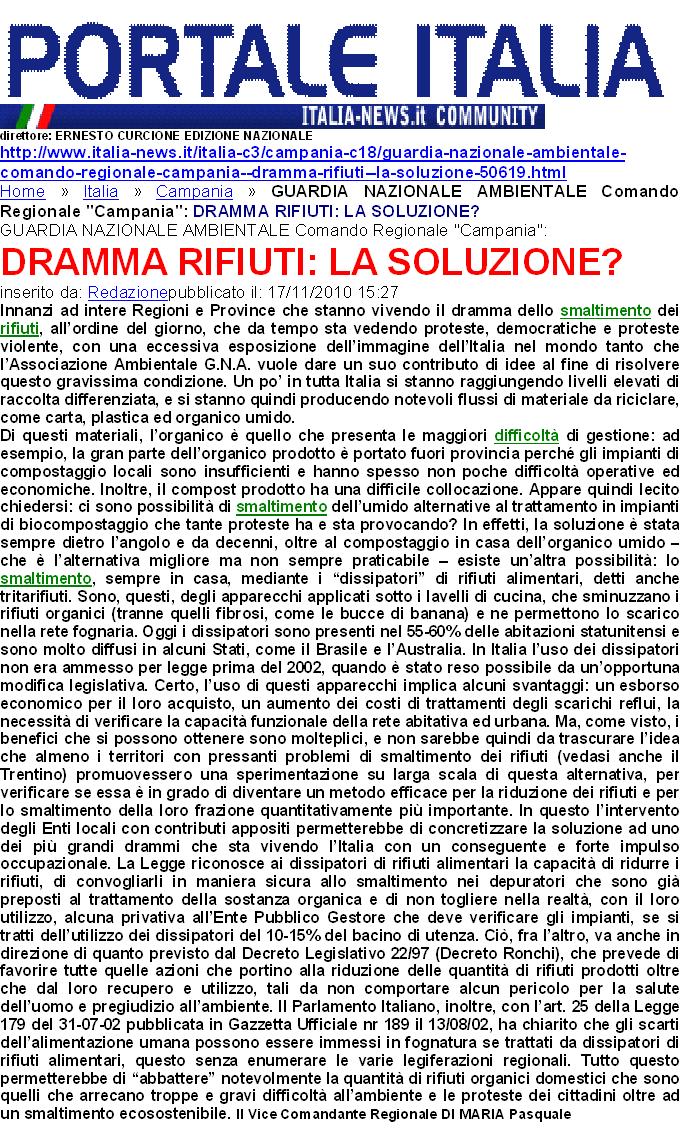 PORTALE ITALIA
ITALIA-NEWS.it COMMUNITY
direttore: ERNESTO CURCIONE EDIZIONE NAZIONALE
http://www.italia-news.it/italia-c3/campania-c18/guardia-nazionale-ambientale-
comando-regionale-campania--dramma-rifiuti--la-soluzione-50619.html
Home » Italia » Campania » GUARDIA NAZIONALE AMBIENTALE Comando
Regionale "Campania": DRAMMA RIFIUTI: LA SOLUZIONE?
GUARDIA NAZIONALE AMBIENTALE Comando Regionale "Campania":
DRAMMA RIFIUTI: LA SOLUZIONE?
inserito da: Redazionepubblicato il: 17/11/2010 15:27
Innanzi ad intere Regioni e Province che stanno vivendo il dramma dello smaltimento dei
rifiuti, all’ordine del giorno, che da tempo sta vedendo proteste, democratiche e proteste
violente, con una eccessiva esposizione dell’immagine dell’Italia nel mondo tanto che
l’Associazione Ambientale G.N.A. vuole dare un suo contributo di idee al fine di risolvere
questo gravissima condizione. Un po’ in tutta Italia si stanno raggiungendo livelli elevati di
raccolta differenziata, e si stanno quindi producendo notevoli flussi di materiale da riciclare,
come carta, plastica ed organico umido.
Di questi materiali, l’organico è quello che presenta le maggiori difficoltà di gestione: ad
esempio, la gran parte dell’organico prodotto è portato fuori provincia perché gli impianti di
compostaggio locali sono insufficienti e hanno spesso non poche difficoltà operative ed
economiche. Inoltre, il compost prodotto ha una difficile collocazione. Appare quindi lecito
chiedersi: ci sono possibilità di smaltimento dell’umido alternative al trattamento in impianti
di biocompostaggio che tante proteste ha e sta provocando? In effetti, la soluzione è stata
sempre dietro l’angolo e da decenni, oltre al compostaggio in casa dell’organico umido –
che è l’alternativa migliore ma non sempre praticabile – esiste un’altra possibilità: lo
smaltimento, sempre in casa, mediante i “dissipatori” di rifiuti alimentari, detti anche
tritarifiuti. Sono, questi, degli apparecchi applicati sotto i lavelli di cucina, che sminuzzano i
rifiuti organici (tranne quelli fibrosi, come le bucce di banana) e ne permettono lo scarico
nella rete fognaria. Oggi i dissipatori sono presenti nel 55-60% delle abitazioni statunitensi e
sono molto diffusi in alcuni Stati, come il Brasile e l’Australia. In Italia l’uso dei dissipatori
non era ammesso per legge prima del 2002, quando è stato reso possibile da un’opportuna
modifica legislativa. Certo, l’uso di questi apparecchi implica alcuni svantaggi: un esborso
economico per il loro acquisto, un aumento dei costi di trattamenti degli scarichi reflui, la
necessità di verificare la capacità funzionale della rete abitativa ed urbana. Ma, come visto, i
benefici che si possono ottenere sono molteplici, e non sarebbe quindi da trascurare l’idea
che almeno i territori con pressanti problemi di smaltimento dei rifiuti (vedasi anche il
Trentino) promuovessero una sperimentazione su larga scala di questa alternativa, per
verificare se essa è in grado di diventare un metodo efficace per la riduzione dei rifiuti e per
lo smaltimento della loro frazione quantitativamente più importante. In questo l’intervento
degli Enti locali con contributi appositi permetterebbe di concretizzare la soluzione ad uno
dei più grandi drammi che sta vivendo l’Italia con un conseguente e forte impulso
occupazionale. La Legge riconosce ai dissipatori di rifiuti alimentari la capacità di ridurre i
rifiuti, di convogliarli in maniera sicura allo smaltimento nei depuratori che sono già
preposti al trattamento della sostanza organica e di non togliere nella realtà, con il loro
utilizzo, alcuna privativa all’Ente Pubblico Gestore che deve verificare gli impianti, se si
tratti dell’utilizzo dei dissipatori del 10-15% del bacino di utenza. Ciò, fra l’altro, va anche in
direzione di quanto previsto dal Decreto Legislativo 22/97 (Decreto Ronchi), che prevede di
favorire tutte quelle azioni che portino alla riduzione delle quantità di rifiuti prodotti oltre
che dal loro recupero e utilizzo, tali da non comportare alcun pericolo per la salute
dell’uomo e pregiudizio all’ambiente. Il Parlamento Italiano, inoltre, con l’art. 25 della Legge
179 del 31-07-02 pubblicata in Gazzetta Ufficiale nr 189 il 13/08/02, ha chiarito che gli scarti
dell’alimentazione umana possono essere immessi in fognatura se trattati da dissipatori di
rifiuti alimentari, questo senza enumerare le varie legiferazioni regionali. Tutto questo
permetterebbe di “abbattere” notevolmente la quantità di rifiuti organici domestici che sono
quelli che arrecano troppe e gravi difficoltà all’ambiente e le proteste dei cittadini oltre ad
un smaltimento ecosostenibile. Il Vice Comandante Regionale DI MARIA Pasquale